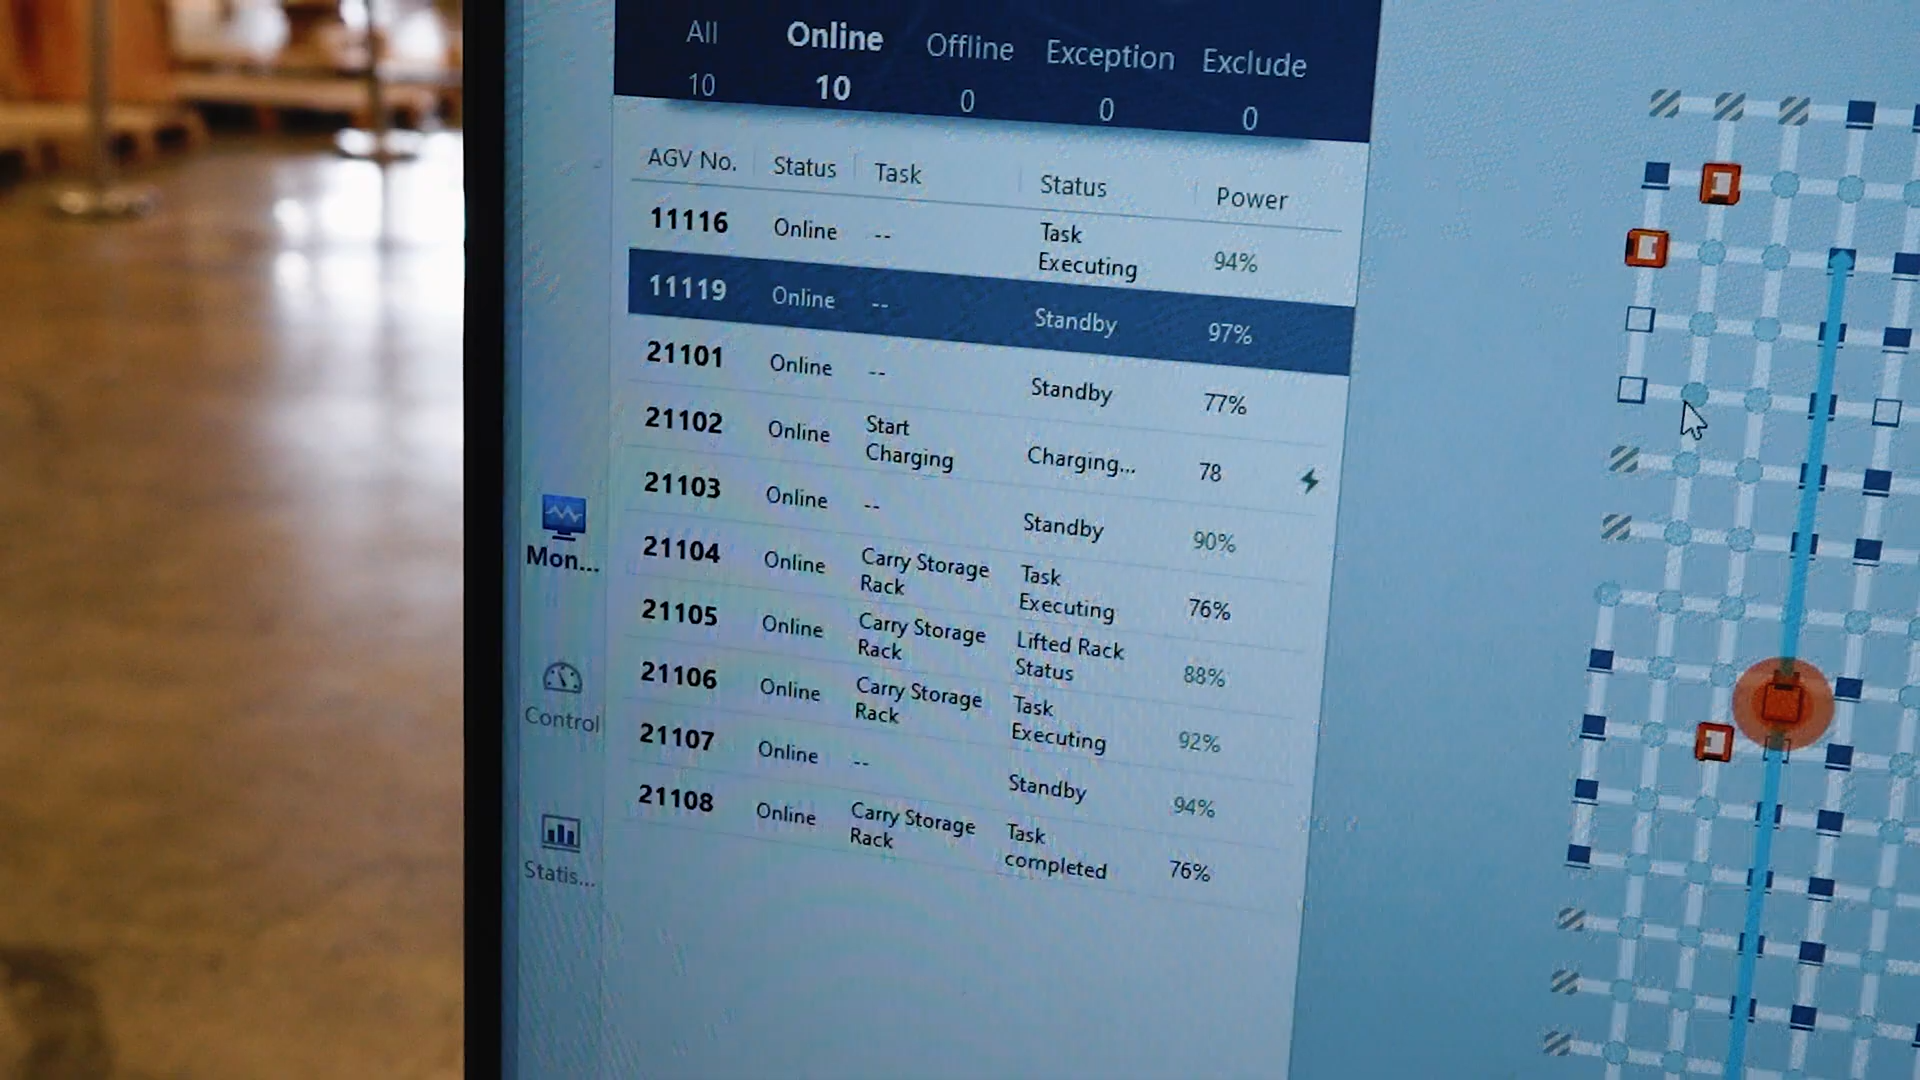 All Online Offline Exception Exclude
10 10 0 0 0
AGV No. Status Task Status Power
11116 Online -- Task Executing 94%
11119 Online -- Standby 97%
21101 Online -- Standby 77%
21102 Online Start Charging Charging... 78
21103 Online -- Standby 90%
21104 Online Carry Storage Rack Task Executing 76%
21105 Online Carry Storage Rack Lifted Rack Status 88%
21106 Online Carry Storage Rack Task Executing 92%
21107 Online -- Standby 94%
21108 Online Carry Storage Rack Task completed 76%
Mon...
Control
Statis...